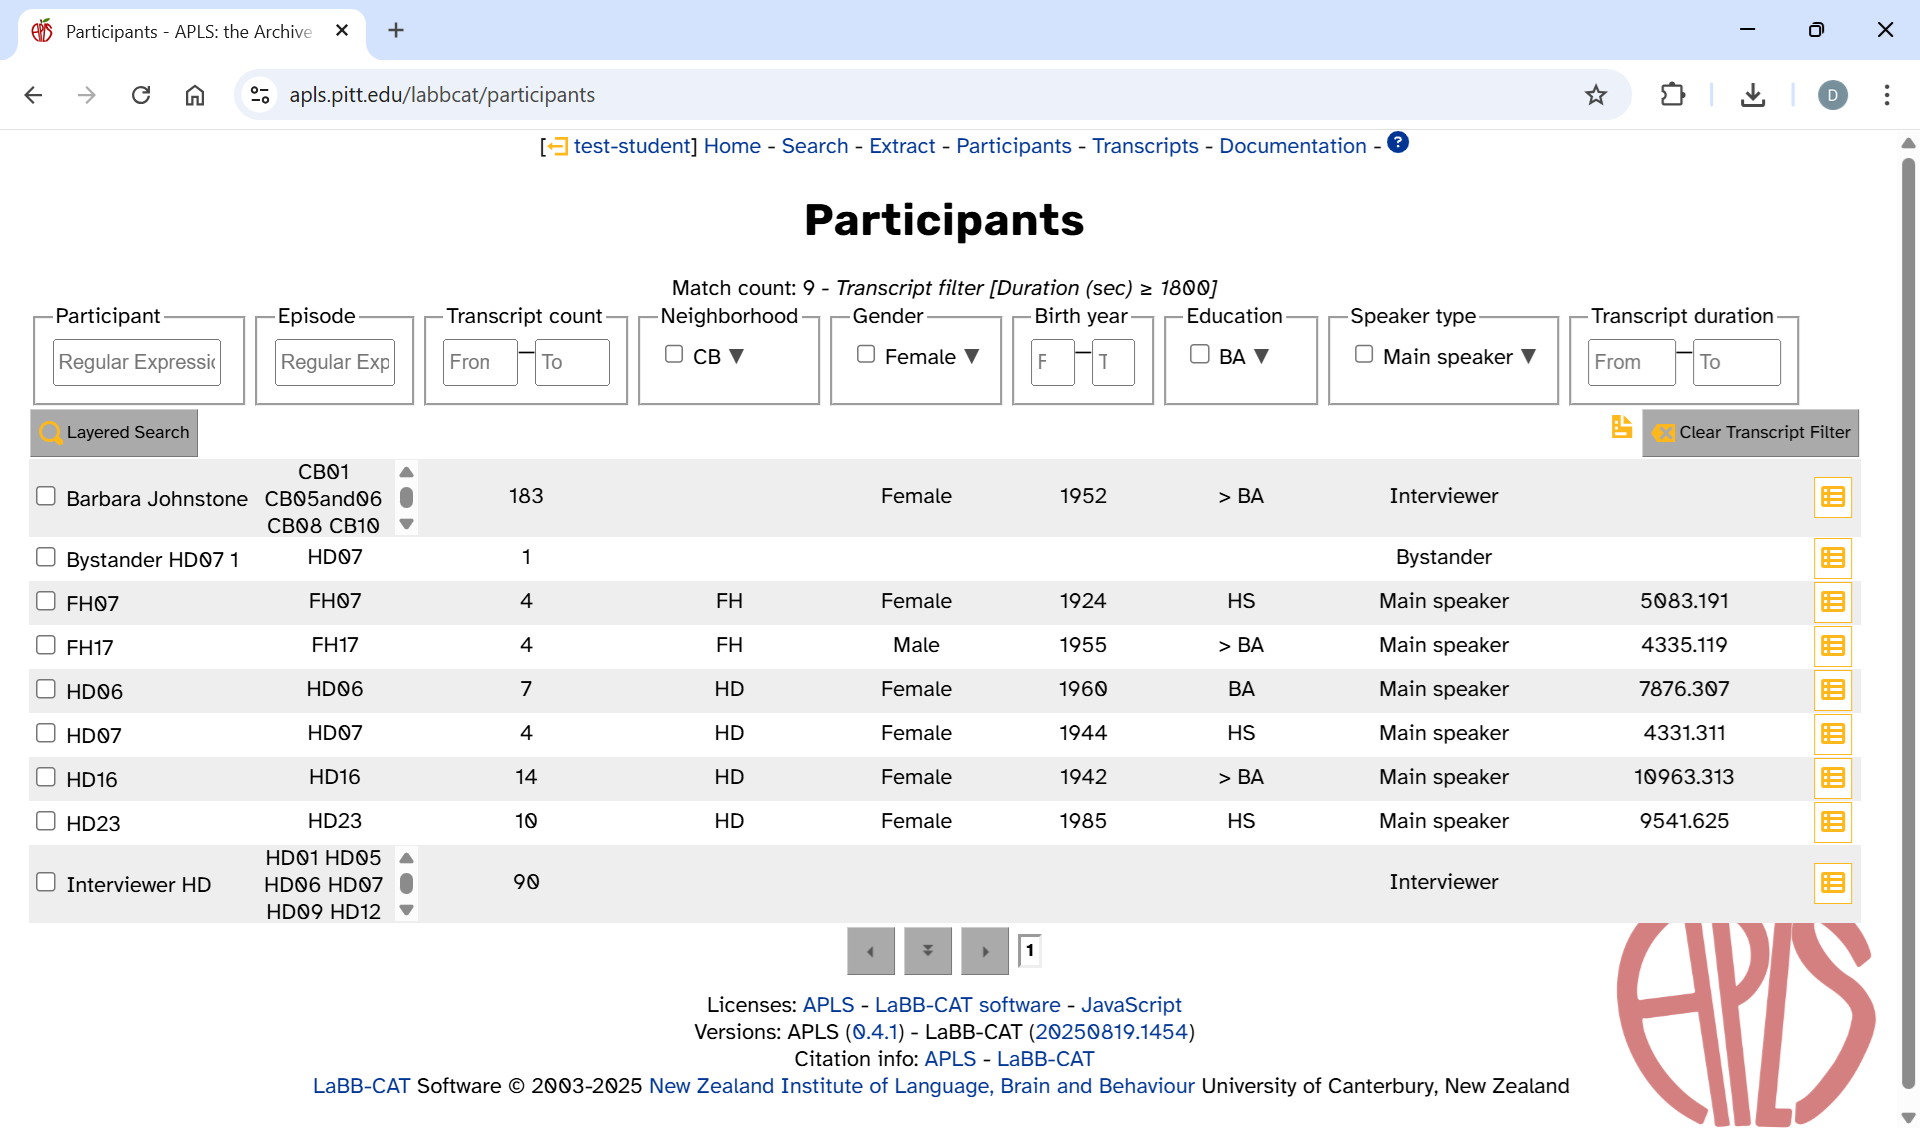 Participants - APLS: the Archive
apls.pitt.edu/labbcat/participants
D
[test-student] Home - Search - Extract - Participants - Transcripts - Documentation - ?
Participants
Match count: 9 - Transcript filter [Duration (sec) ≥ 1800]
Participant Episode Transcript count Neighborhood Gender Birth year Education Speaker type Transcript duration
Regular Expressic Regular Exp From — To CB ▼ Female ▼ F — T BA ▼ Main speaker ▼ From — To
Layered Search Clear Transcript Filter
Barbara Johnstone CB01 CB05and06 CB08 CB10 183 Female 1952 > BA Interviewer
Bystander HD07 1 HD07 1 Bystander
FH07 FH07 4 FH Female 1924 HS Main speaker 5083.191
FH17 FH17 4 FH Male 1955 > BA Main speaker 4335.119
HD06 HD06 7 HD Female 1960 BA Main speaker 7876.307
HD07 HD07 4 HD Female 1944 HS Main speaker 4331.311
HD16 HD16 14 HD Female 1942 > BA Main speaker 10963.313
HD23 HD23 10 HD Female 1985 HS Main speaker 9541.625
Interviewer HD HD01 HD05 HD06 HD07 HD09 HD12 90 Interviewer
1
Licenses: APLS - LaBB-CAT software - JavaScript
Versions: APLS (0.4.1) - LaBB-CAT (20250819.1454)
Citation info: APLS - LaBB-CAT
LaBB-CAT Software © 2003-2025 New Zealand Institute of Language, Brain and Behaviour University of Canterbury, New Zealand
APLS